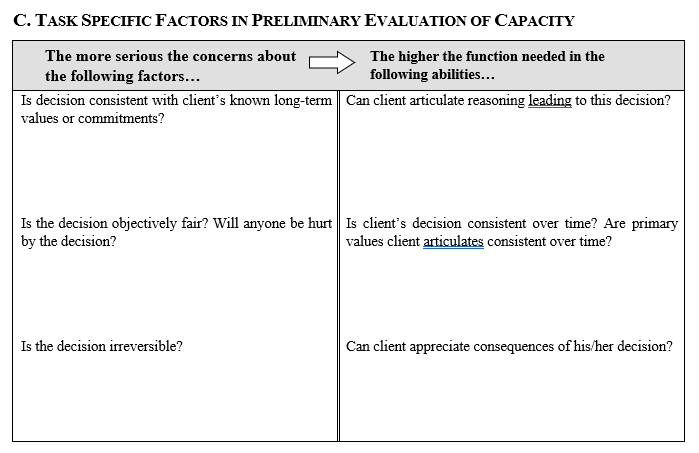 C. TASK SPECIFIC FACTORS IN PRELIMINARY EVALUATION OF CAPACITY
The more serious the concerns about
the following factors…
The higher the function needed in the
following abilities…
Is decision consistent with client's known long-term
values or commitments?
Can client articulate reasoning leading to this decision?
Is the decision objectively fair? Will anyone be hurt
by the decision?
Is client's decision consistent over time? Are primary
values client articulates consistent over time?
Is the decision irreversible?
Can client appreciate consequences of his/her decision?